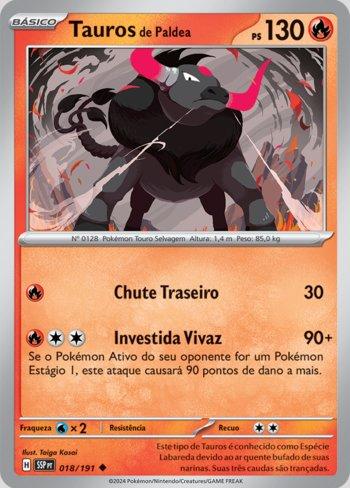 BÁSICO
Tauros de Paldea
PS 130
Nº 0128 Pokémon Touro Selvagem Altura: 1,4 m Peso: 85,0 kg
Chute Traseiro 30
Investida Vivaz 90+
Se o Pokémon Ativo do seu oponente for um Pokémon
Estágio 1, este ataque causará 90 pontos de dano a mais.
Fraqueza ×2 Resistência Recuo
Ilust. Taiga Kasai
H SSP PT 018/191
Este tipo de Tauros é conhecido como Espécie
Labareda devido ao ar quente bufado de suas
narinas. Suas três caudas são trançadas.
©2024 Pokémon/Nintendo/Creatures/GAME FREAK